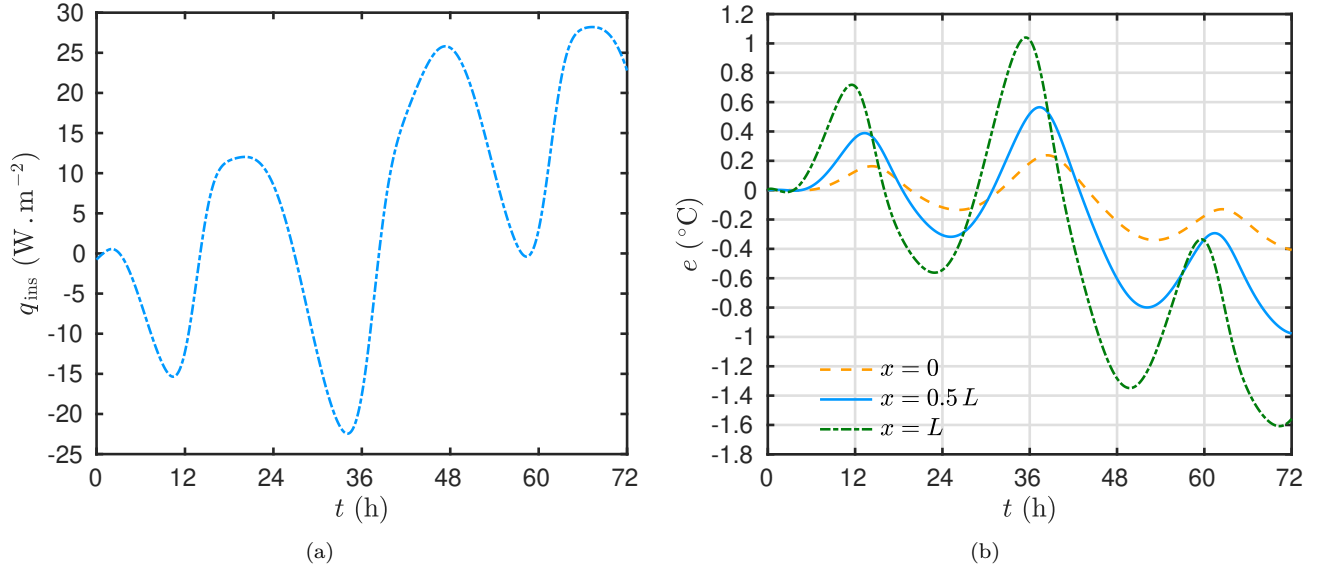 30
25
20
15
10
5
0
-5
-10
-15
-20
-25
0 12 24 36 48 60 72
q_ins (W . m^−2)
t (h)
(a)
1.2
1
0.8
0.6
0.4
0.2
0
-0.2
-0.4
-0.6
-0.8
-1
-1.2
-1.4
-1.6
-1.8
0 12 24 36 48 60 72
e (°C)
x = 0
x = 0.5 L
x = L
t (h)
(b)